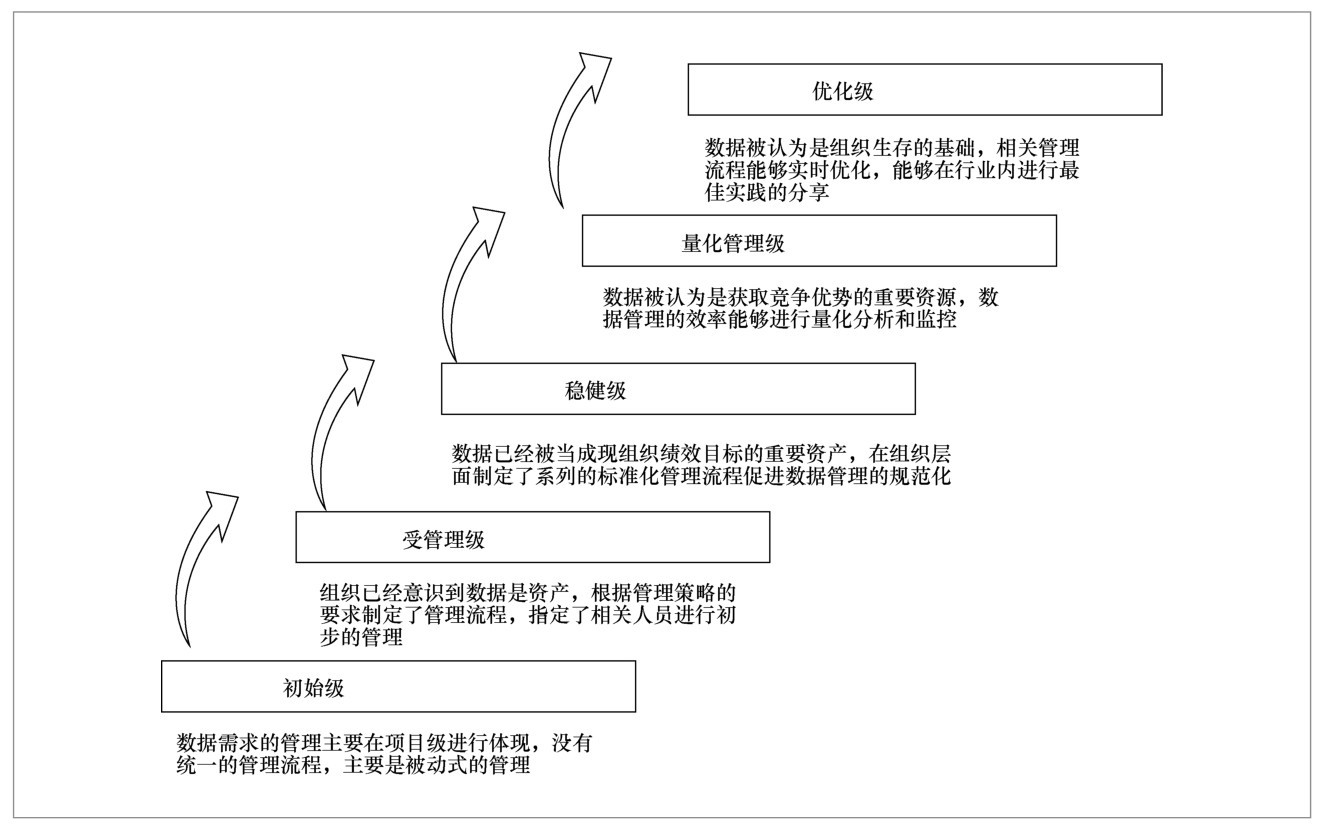 优化级
数据被认为是组织生存的基础，相关管理
流程能够实时优化，能够在行业内进行最
佳实践的分享
量化管理级
数据被认为是获取竞争优势的重要资源，数
据管理的效率能够进行量化分析和监控
稳健级
数据已经被当成现组织绩效目标的重要资产，在组织层
面制定了系列的标准化管理流程促进数据管理的规范化
受管理级
组织已经意识到数据是资产，根据管理策略的
要求制定了管理流程，指定了相关人员进行初
步的管理
初始级
数据需求的管理主要在项目级进行体现，没有
统一的管理流程，主要是被动式的管理